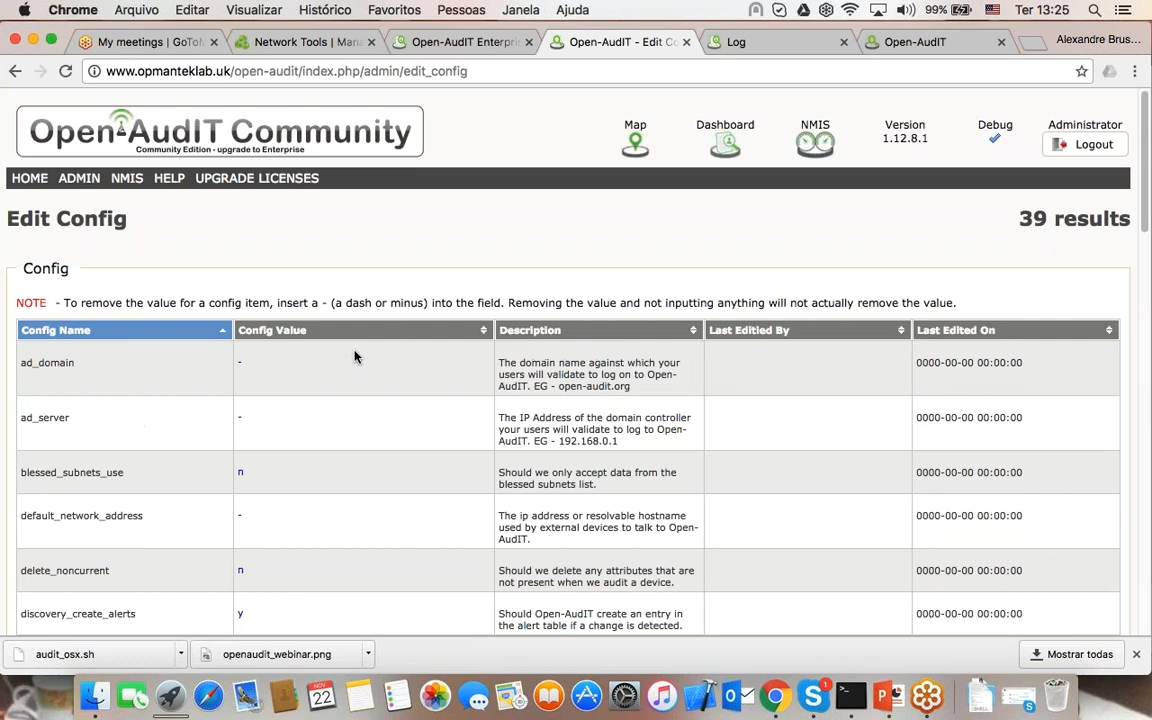 Chrome Arquivo Editar Visualizar Histórico Favoritos Pessoas Janela Ajuda 99% Ter 13:25
My meetings | GoToM
Network Tools | Man
Open-AudIT Enterpri
Open-AudIT - Edit Co
Log
Open-AudIT
Alexandre Brus...
www.opmanteklab.uk/open-audit/index.php/admin/edit_config
Open-AudIT Community
Community Edition - upgrade to Enterprise
Map
Dashboard
NMIS
Version
1.12.8.1
Debug
Administrator
Logout
HOME ADMIN NMIS HELP UPGRADE LICENSES
Edit Config
39 results
Config
NOTE - To remove the value for a config item, insert a - (a dash or minus) into the field. Removing the value and not inputting anything will not actually remove the value.
Config Name Config Value Description Last Editied By Last Edited On
ad_domain - The domain name against which your 0000-00-00 00:00:00
users will validate to log on to Open-
AudIT. EG - open-audit.org
ad_server - The IP Address of the domain controller 0000-00-00 00:00:00
your users will validate to log to Open-
AudIT. EG - 192.168.0.1
blessed_subnets_use n Should we only accept data from the 0000-00-00 00:00:00
blessed subnets list.
default_network_address - The ip address or resolvable hostname 0000-00-00 00:00:00
used by external devices to talk to Open-
AudIT.
delete_noncurrent n Should we delete any attributes that are 0000-00-00 00:00:00
not present when we audit a device.
discovery_create_alerts y Should Open-AudIT create an entry in 0000-00-00 00:00:00
the alert table if a change is detected.
audit_osx.sh
openaudit_webinar.png
Mostrar todas
NOV
22
1